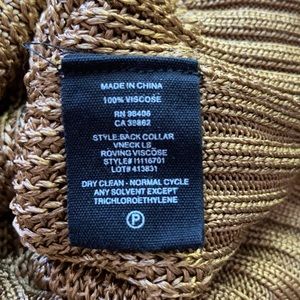 MADE IN CHINA
100% VISCOSE
RN 98406
CA 39862
STYLE:BACK COLLAR
VNECK LS
ROVING VISCOSE
STYLE# I1116701
LOT# 413831
DRY CLEAN - NORMAL CYCLE
ANY SOLVENT EXCEPT
TRICHLOROETHYLENE
P